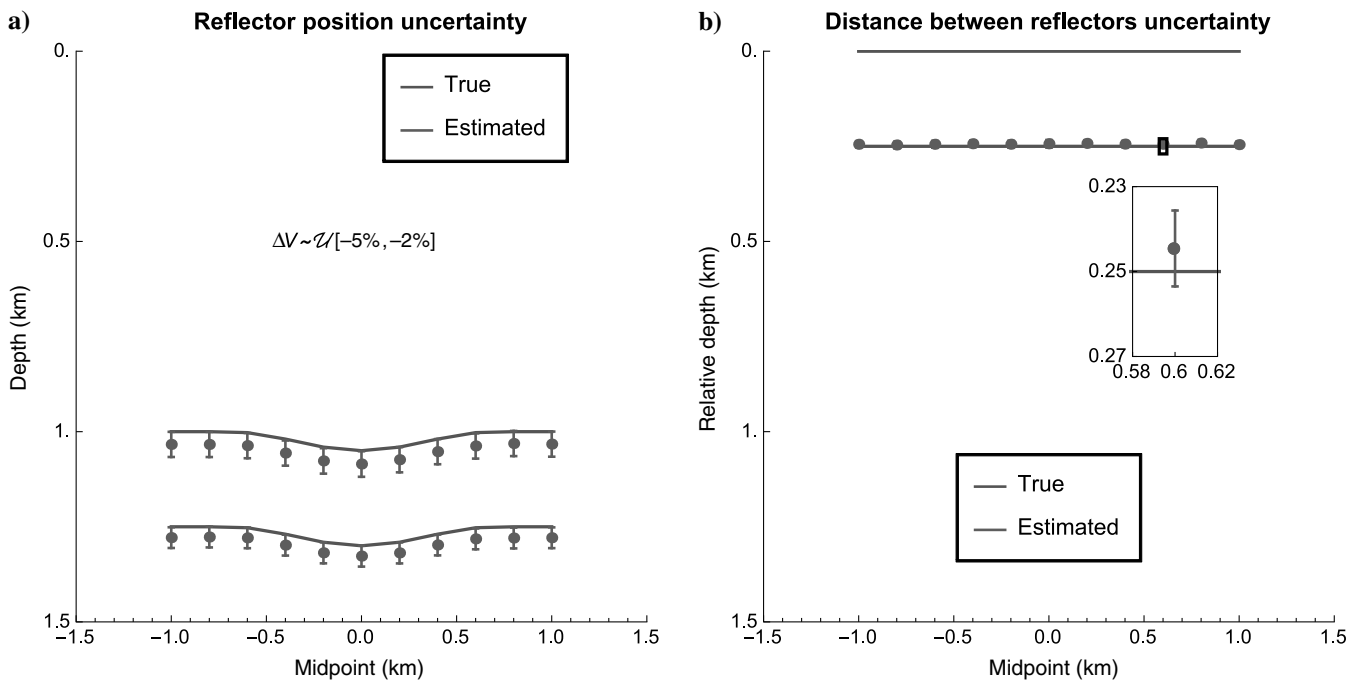 a)
Reflector position uncertainty
0.
0.5
1.
1.5
Depth (km)
True
Estimated
ΔV~𝒰[–5%, –2%]
–1.5
–1.0
–0.5
0.0
0.5
1.0
1.5
Midpoint (km)
b)
Distance between reflectors uncertainty
0.
0.5
1.
1.5
Relative depth (km)
0.23
0.25
0.27
0.58
0.6
0.62
True
Estimated
–1.5
–1.0
–0.5
0.0
0.5
1.0
1.5
Midpoint (km)